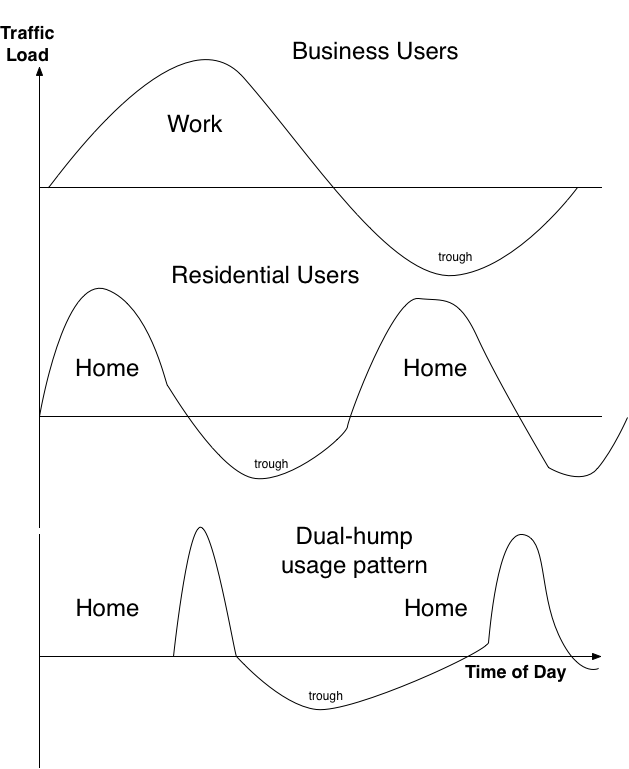 Traffic
Load
Business Users
Work
trough
Residential Users
Home
Home
trough
Dual-hump
usage pattern
Home
Home
Time of Day
trough